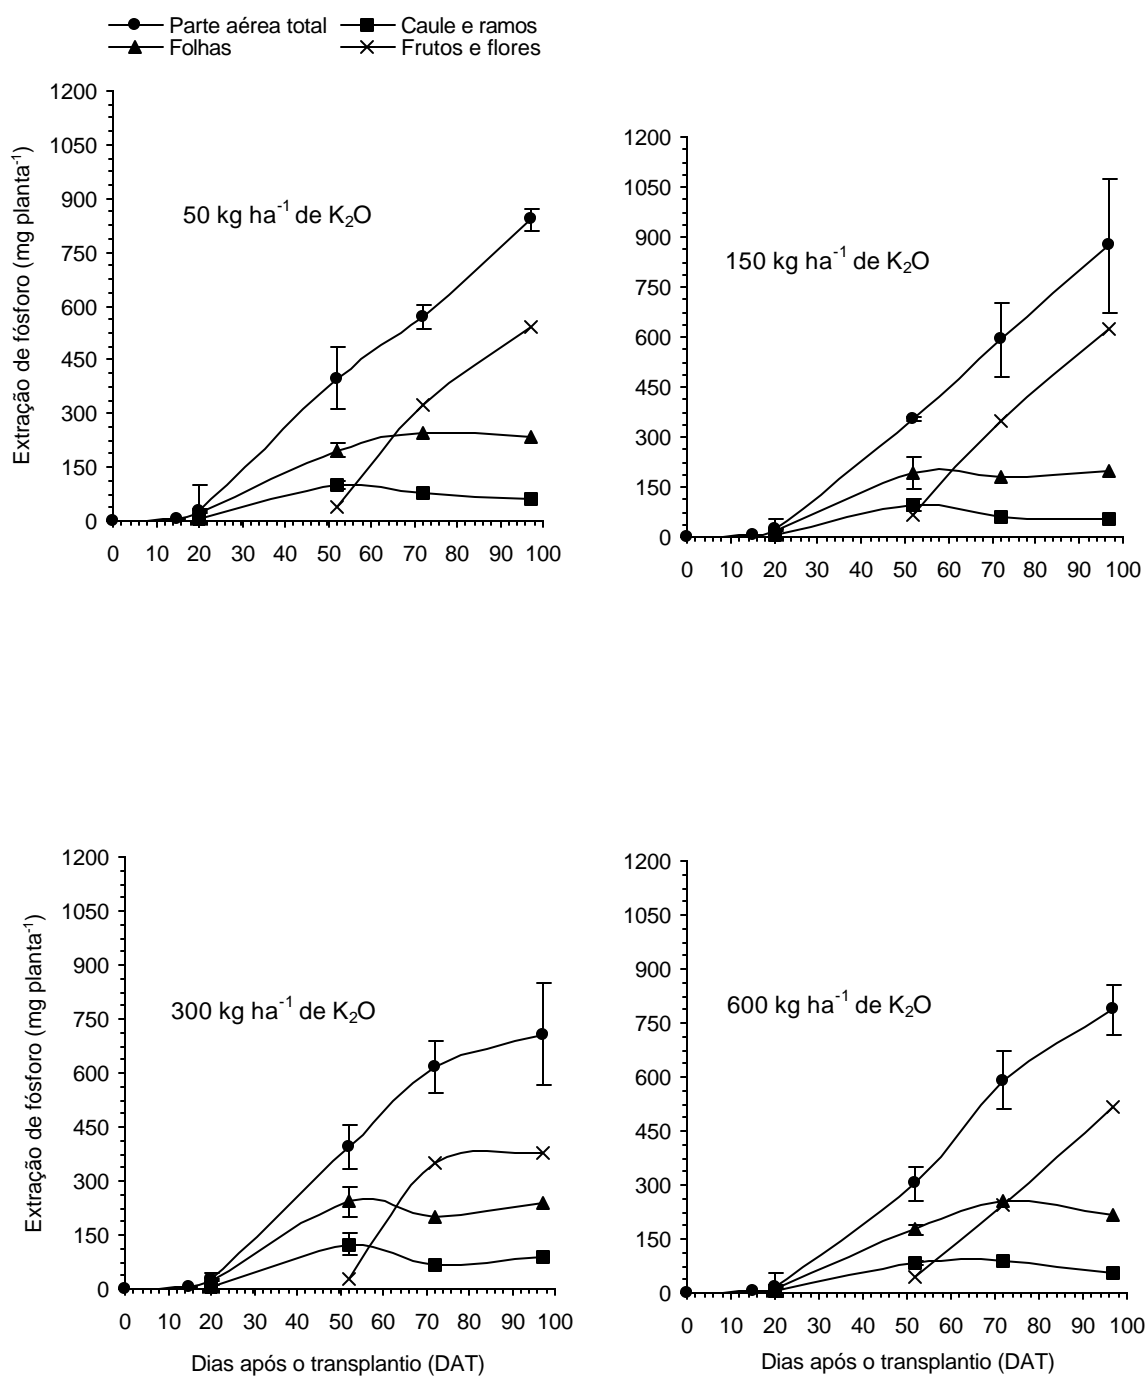 Parte aérea total Caule e ramos
Folhas Frutos e flores
Extração de fósforo (mg planta⁻¹)
1200
1050
900
750
600
450
300
150
0
50 kg ha⁻¹ de K₂O
0 10 20 30 40 50 60 70 80 90 100
1200
1050
900
750
600
450
300
150
0
150 kg ha⁻¹ de K₂O
0 10 20 30 40 50 60 70 80 90 100
Extração de fósforo (mg planta⁻¹)
1200
1050
900
750
600
450
300
150
0
300 kg ha⁻¹ de K₂O
0 10 20 30 40 50 60 70 80 90 100
Dias após o transplantio (DAT)
1200
1050
900
750
600
450
300
150
0
600 kg ha⁻¹ de K₂O
0 10 20 30 40 50 60 70 80 90 100
Dias após o transplantio (DAT)